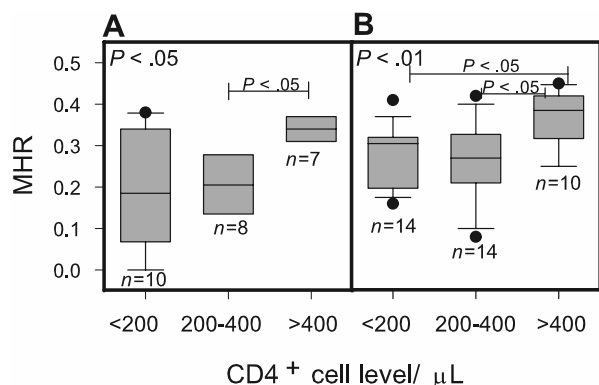 A
B
P < .05
P < .01
P < .05
P < .05
P < .05
MHR
0.5
0.4
0.3
0.2
0.1
0.0
n=10
n=8
n=7
n=14
n=14
n=10
<200 200-400 >400 <200 200-400 >400
CD4+ cell level/ μL